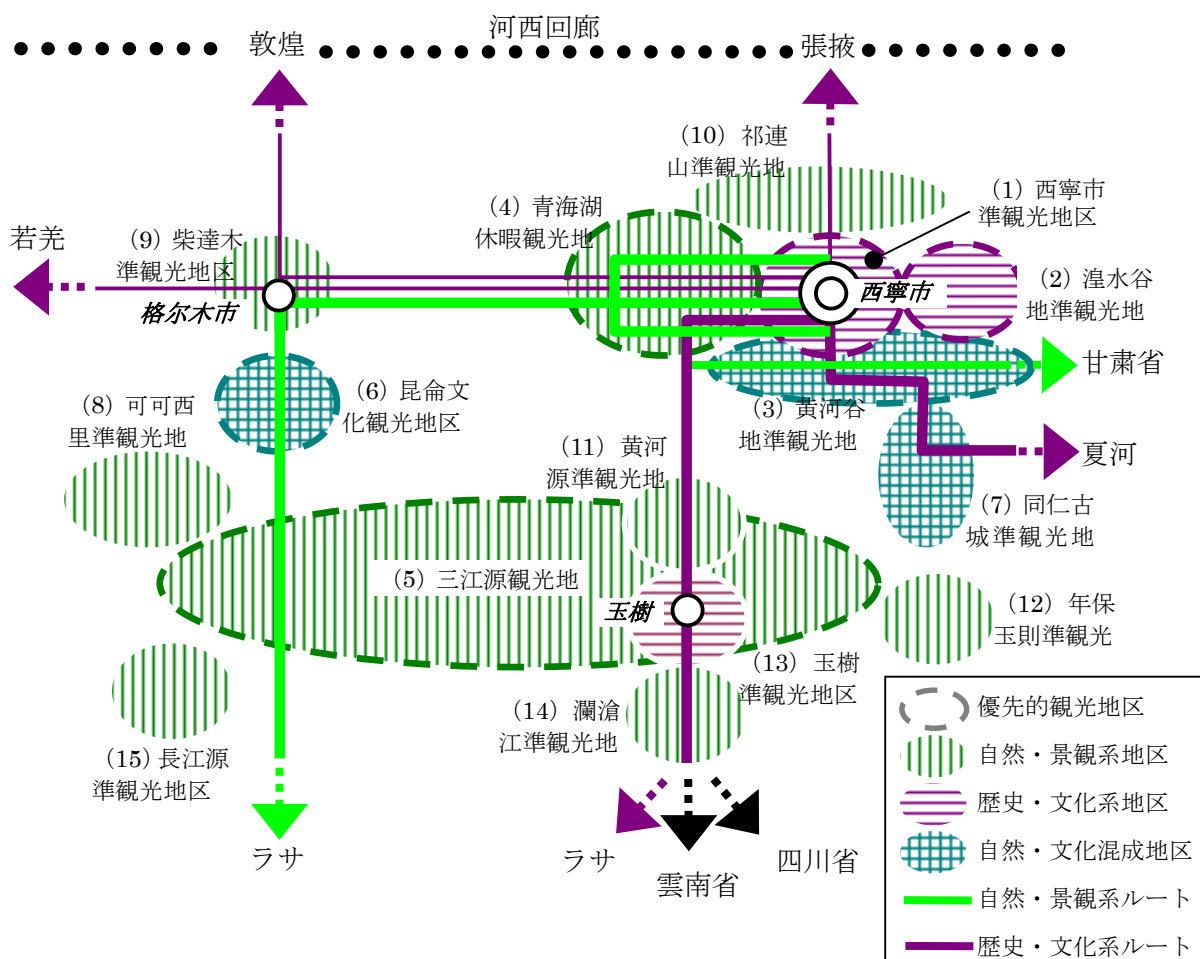 河西回廊
敦煌
張掖
(10) 祁連
山準観光地
(1) 西寧市
準観光地区
(4) 青海湖
休暇観光地
若羌
(9) 柴達木
準観光地区
(2) 湟水谷
地準観光地
西寧市
格尔木市
甘粛省
(6) 昆侖文
化観光地区
(8) 可可西
里準観光地
(3) 黄河谷
地準観光地
(11) 黄河
源準観光地
夏河
(7) 同仁古
城準観光地
(5) 三江源観光地
玉樹
(12) 年保
玉則準観光
(13) 玉樹
準観光地区
(14) 瀾滄
江準観光地
(15) 長江源
準観光地区
ラサ
ラサ
雲南省
四川省
優先的観光地区
自然・景観系地区
歴史・文化系地区
自然・文化混成地区
自然・景観系ルート
歴史・文化系ルート